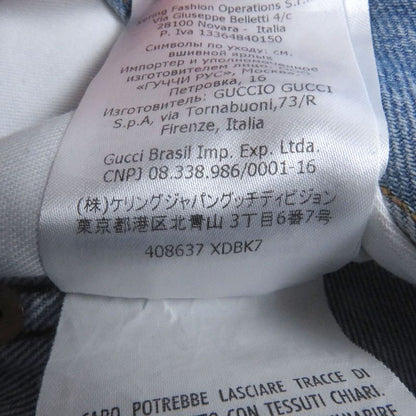 Kering Fashion Operations S.r.l.
Via Giuseppe Belletti 4/c
28100 Novara - Italia
P. Iva 13364840150
Символы по уходу: см.
вшивной ярлык
Импортер и уполномоченное
изготовителем лицо:
"ГУЧЧИ РУС", Москва
Петровка, 16
Изготовитель: GUCCIO GUCCI
S.p.A, via Tornabuoni,73/R
Firenze, Italia
Gucci Brasil Imp. Exp. Ltda.
CNPJ 08.338.986/0001-16
(株)ケリングジャパングッチディビジョン
東京都港区北青山 3丁目6番7号
408637 XDBK7
CAPO POTREBBE LASCIARE TRACCE DI
CON TESSUTI CHIARI.